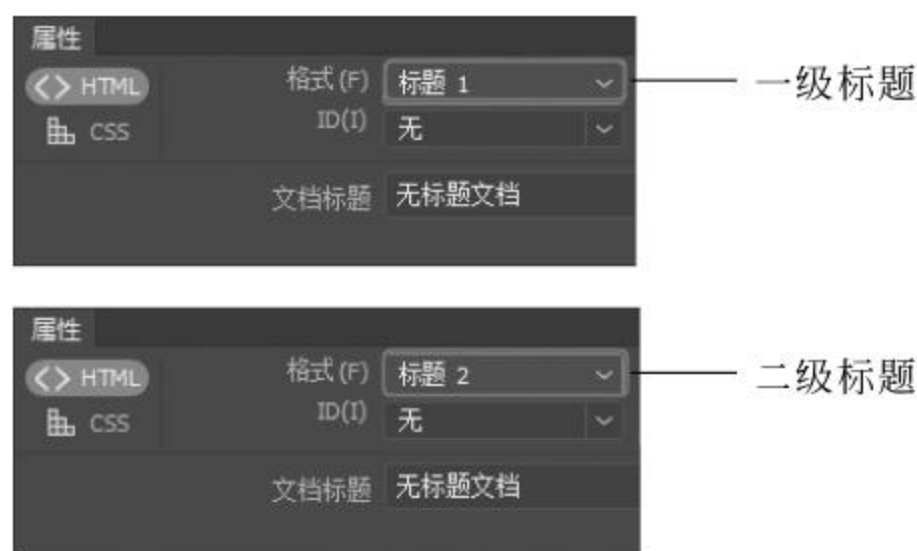 属性
HTML 格式(F) 标题 1 一级标题
CSS ID(I) 无
文档标题 无标题文档
属性
HTML 格式(F) 标题 2 二级标题
CSS ID(I) 无
文档标题 无标题文档